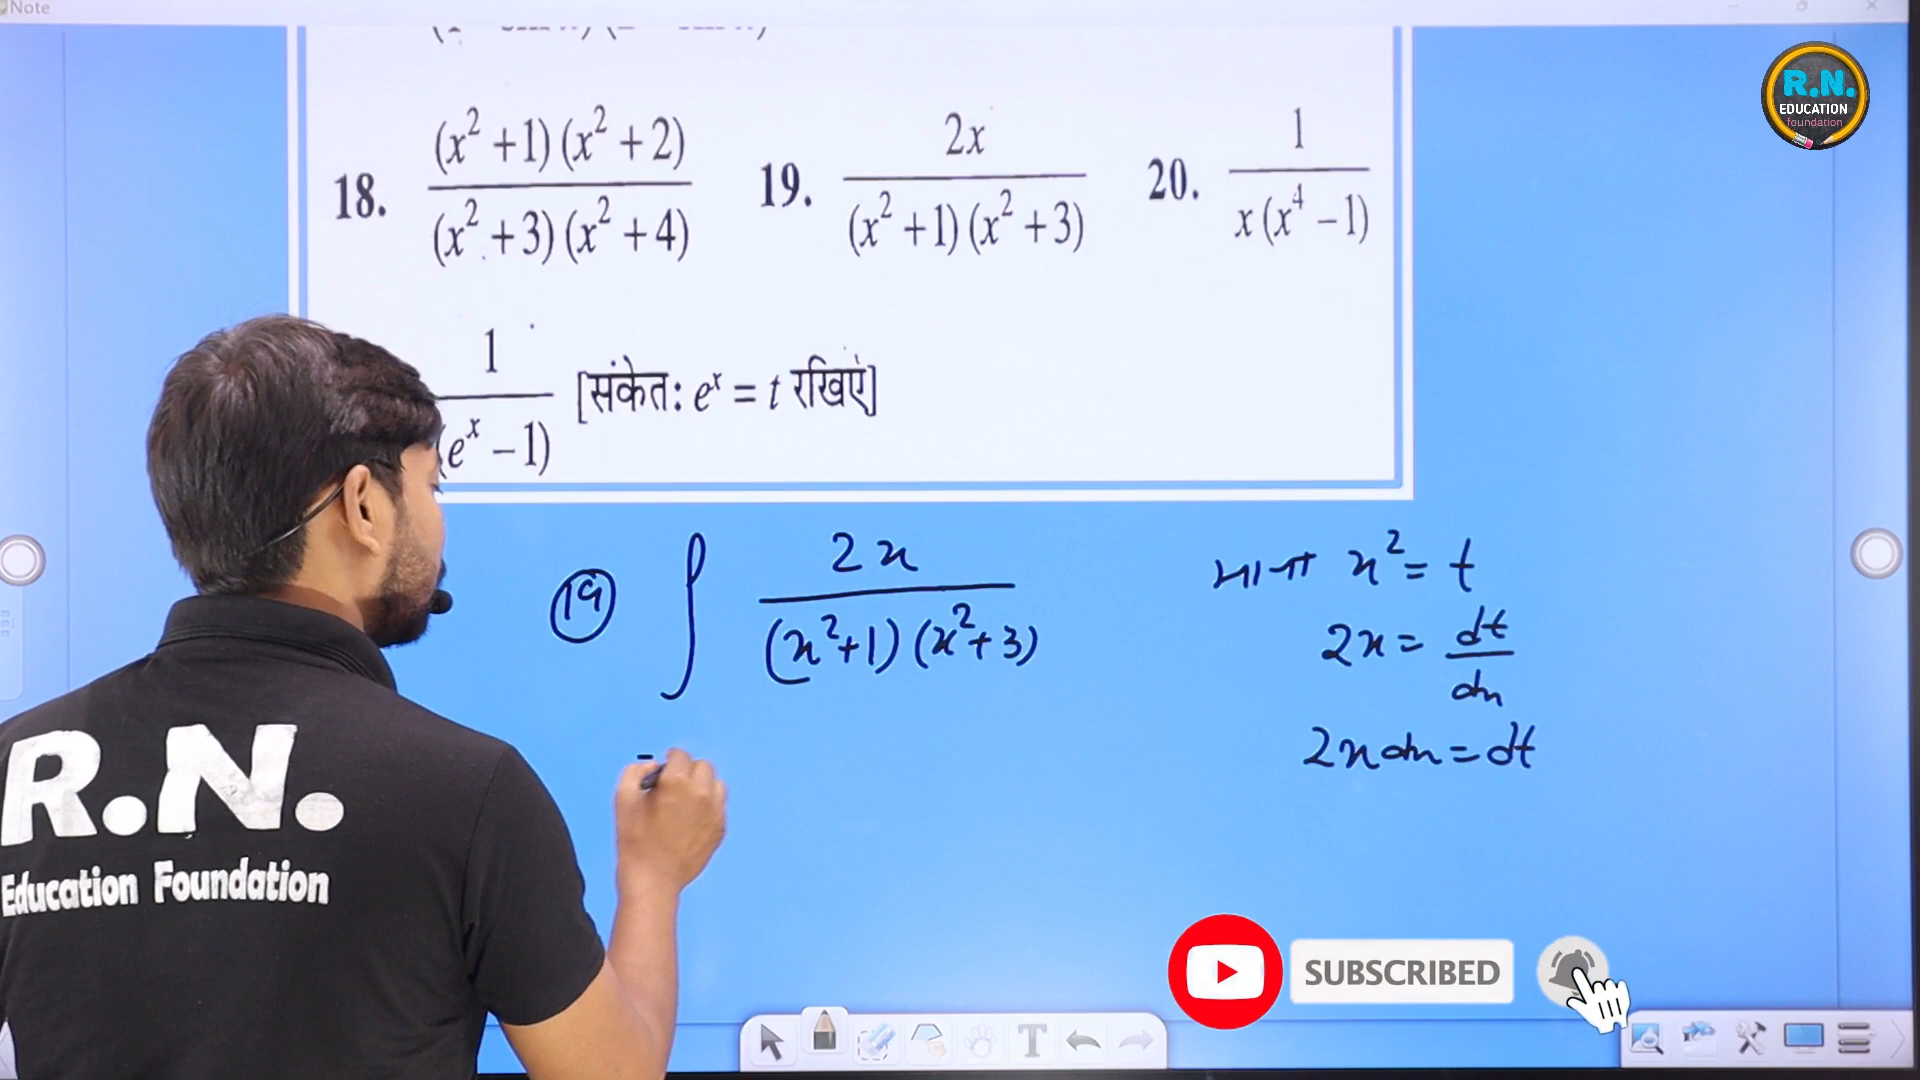 Note
R.N.
EDUCATION
foundation
18. (x² +1)(x² + 2) / (x² +3)(x² +4)
19. 2x / (x² +1)(x² +3)
20. 1 / x(x⁴ −1)
1 / (eˣ −1) [संकेत: eˣ = t रखिएं]
(19) ∫ 2x / (x²+1)(x²+3)
माना x² = t
2x = dt/dx
2x dx = dt
R.N.
Education Foundation
SUBSCRIBED
T